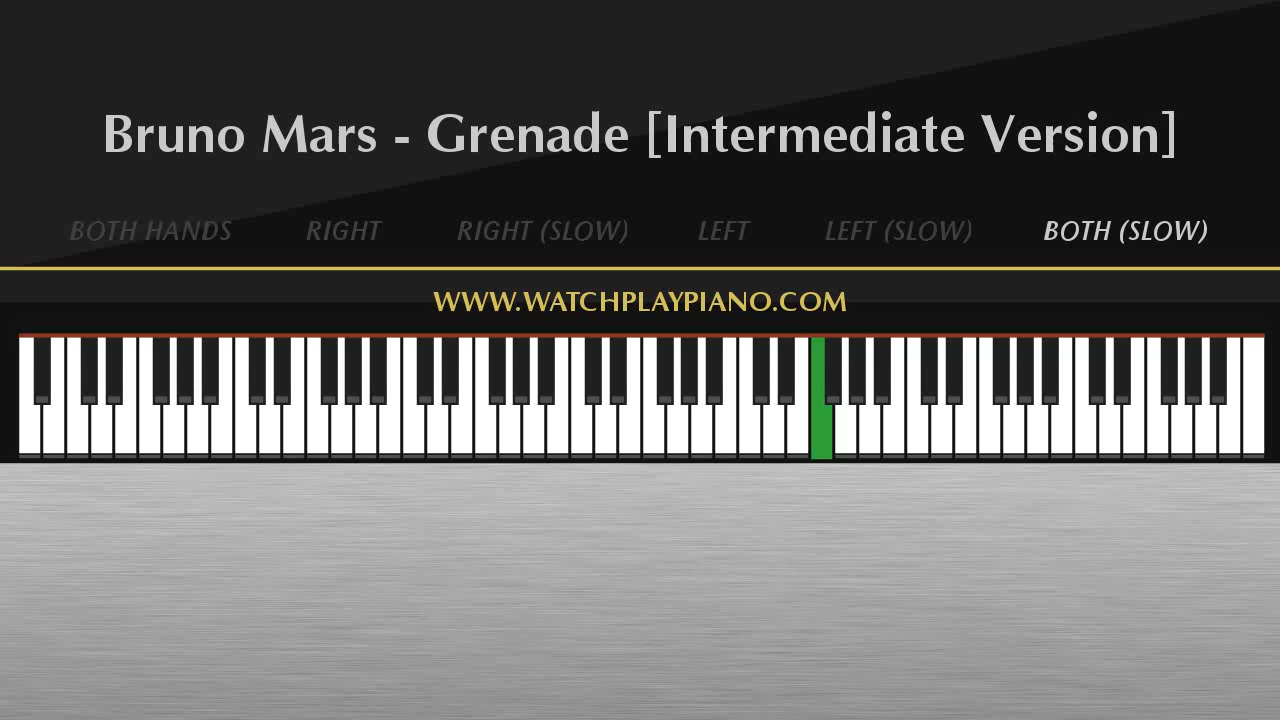 Bruno Mars - Grenade [Intermediate Version]
BOTH HANDS RIGHT RIGHT (SLOW) LEFT LEFT (SLOW) BOTH (SLOW)
WWW.WATCHPLAYPIANO.COM